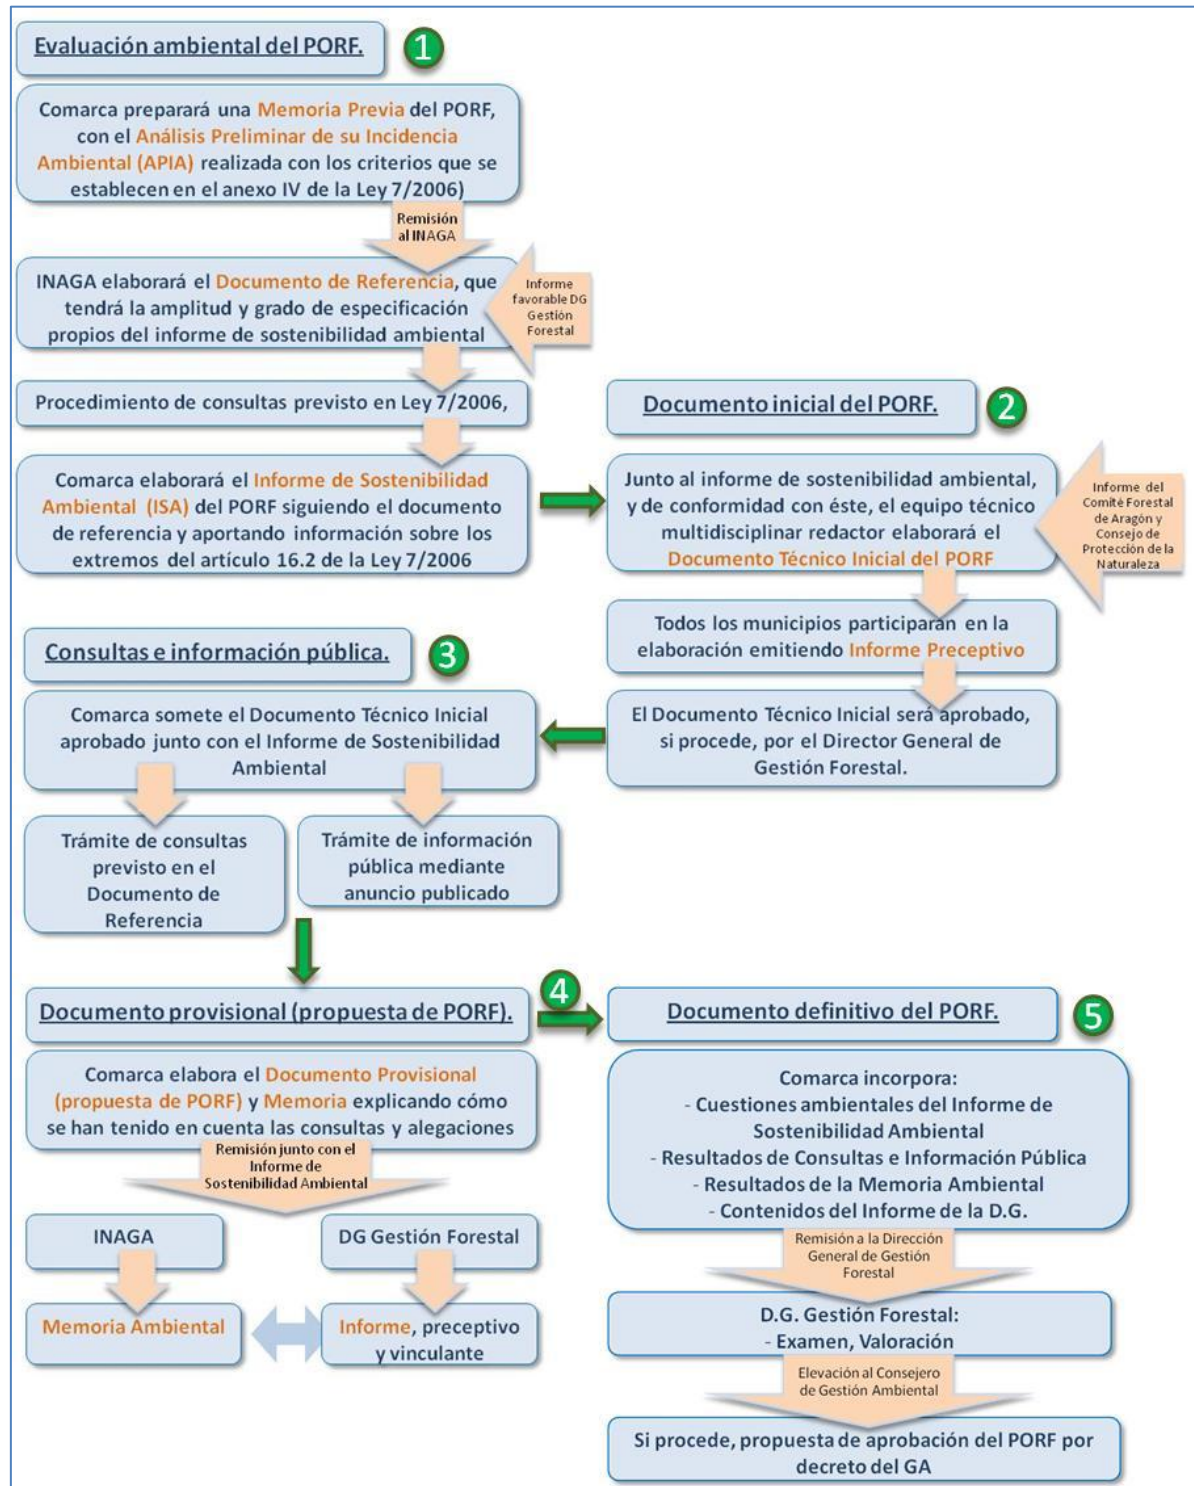 Evaluación ambiental del PORF.
1
Comarca preparará una Memoria Previa del PORF,
con el Análisis Preliminar de su Incidencia
Ambiental (APIA) realizada con los criterios que se
establecen en el anexo IV de la Ley 7/2006)
Remisión
al INAGA
INAGA elaborará el Documento de Referencia, que
tendrá la amplitud y grado de especificación
propios del informe de sostenibilidad ambiental
Informe
favorable DG
Gestión
Forestal
Procedimiento de consultas previsto en Ley 7/2006,
Comarca elaborará el Informe de Sostenibilidad
Ambiental (ISA) del PORF siguiendo el documento
de referencia y aportando información sobre los
extremos del artículo 16.2 de la Ley 7/2006
Documento inicial del PORF.
2
Junto al informe de sostenibilidad ambiental,
y de conformidad con éste, el equipo técnico
multidisciplinar redactor elaborará el
Documento Técnico Inicial del PORF
Informe del
Comité Forestal
de Aragón y
Consejo de
Protección de la
Naturaleza
Todos los municipios participarán en la
elaboración emitiendo Informe Preceptivo
El Documento Técnico Inicial será aprobado,
si procede, por el Director General de
Gestión Forestal.
Consultas e información pública.
3
Comarca somete el Documento Técnico Inicial
aprobado junto con el Informe de Sostenibilidad
Ambiental
Trámite de consultas
previsto en el
Documento de
Referencia
Trámite de información
pública mediante
anuncio publicado
Documento provisional (propuesta de PORF).
4
Comarca elabora el Documento Provisional
(propuesta de PORF) y Memoria explicando cómo
se han tenido en cuenta las consultas y alegaciones
Remisión junto con el
Informe de
Sostenibilidad Ambiental
INAGA
DG Gestión Forestal
Memoria Ambiental
Informe, preceptivo
y vinculante
Documento definitivo del PORF.
5
Comarca incorpora:
- Cuestiones ambientales del Informe de
Sostenibilidad Ambiental
- Resultados de Consultas e Información Pública
- Resultados de la Memoria Ambiental
- Contenidos del Informe de la D.G.
Remisión a la Dirección
General de Gestión
Forestal
D.G. Gestión Forestal:
- Examen, Valoración
Elevación al Consejero
de Gestión Ambiental
Si procede, propuesta de aprobación del PORF por
decreto del GA